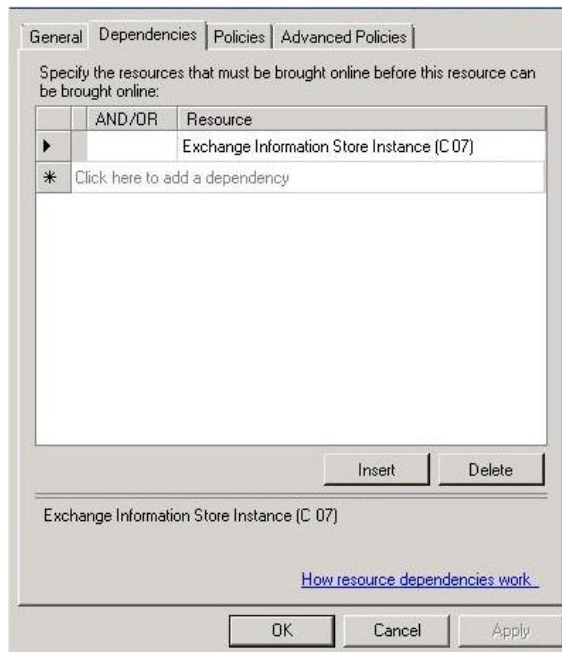 General Dependencies Policies Advanced Policies
Specify the resources that must be brought online before this resource can
be brought online:
AND/OR Resource
Exchange Information Store Instance (C 07)
Click here to add a dependency
Insert Delete
Exchange Information Store Instance (C 07)
How resource dependencies work
OK Cancel Apply